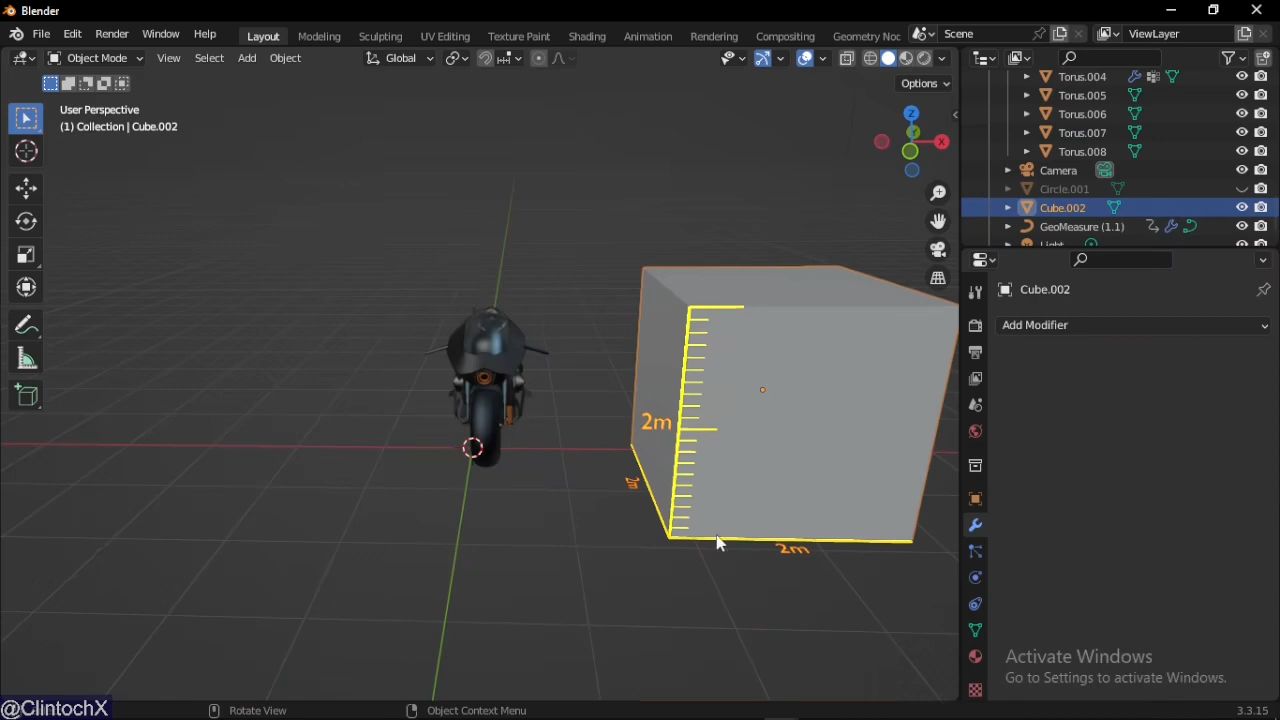 Blender
File Edit Render Window Help Layout Modeling Sculpting UV Editing Texture Paint Shading Animation Rendering Compositing Geometry Noc Scene ViewLayer
Object Mode View Select Add Object Global
Options
User Perspective
(1) Collection | Cube.002
Z
Y
X
Torus.004
Torus.005
Torus.006
Torus.007
Torus.008
Camera
Circle.001
Cube.002
GeoMeasure (1.1)
Light
Cube.002
Add Modifier
2m
2m
2m
Activate Windows
Go to Settings to activate Windows.
@ClintochX Rotate View Object Context Menu 3.3.15